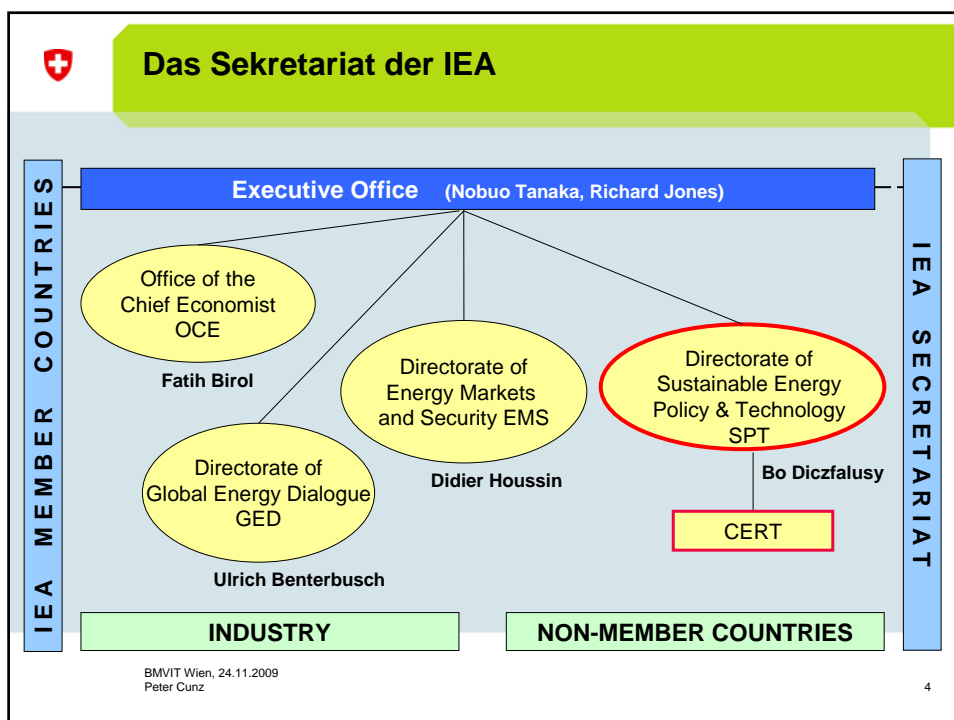 Das Sekretariat der IEA
IEA MEMBER COUNTRIES
Executive Office (Nobuo Tanaka, Richard Jones)
IEA SECRETARIAT
Office of the
Chief Economist
OCE
Fatih Birol
Directorate of
Global Energy Dialogue
GED
Ulrich Benterbusch
Directorate of
Energy Markets
and Security EMS
Didier Houssin
Directorate of
Sustainable Energy
Policy & Technology
SPT
Bo Diczfalusy
CERT
INDUSTRY
NON-MEMBER COUNTRIES
BMVIT Wien, 24.11.2009
Peter Cunz
4